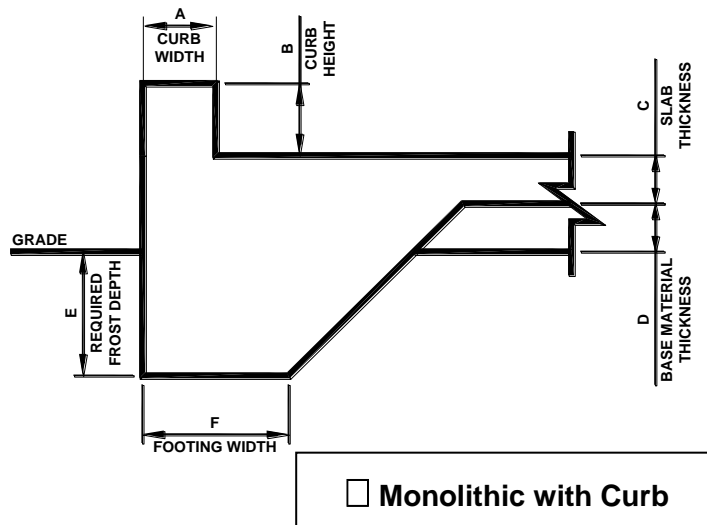 A
CURB
WIDTH
B
CURB
HEIGHT
C
SLAB
THICKNESS
GRADE
E
REQUIRED
FROST DEPTH
D
BASE MATERIAL
THICKNESS
F
FOOTING WIDTH
Monolithic with Curb